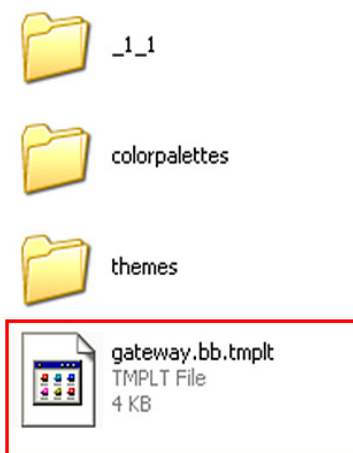 _1_1
colorpalettes
themes
gateway.bb.tmplt
TMPLT File
4 KB